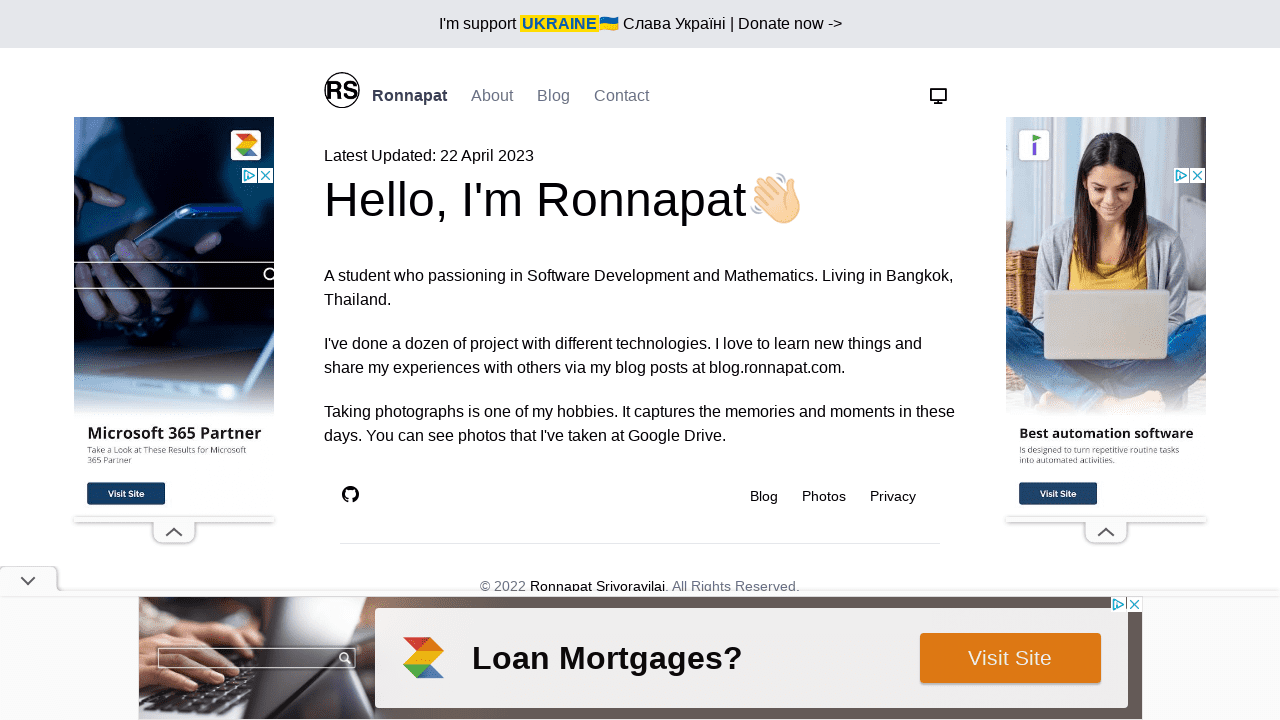 I'm support UKRAINE🇺🇦 Слава Україні | Donate now ->
RS
Ronnapat
About
Blog
Contact
Latest Updated: 22 April 2023
Hello, I'm Ronnapat👋🏻
A student who passioning in Software Development and Mathematics. Living in Bangkok,
Thailand.
I've done a dozen of project with different technologies. I love to learn new things and
share my experiences with others via my blog posts at blog.ronnapat.com.
Taking photographs is one of my hobbies. It captures the memories and moments in these
days. You can see photos that I've taken at Google Drive.
Blog
Photos
Privacy
© 2022 Ronnapat Srivoravilai. All Rights Reserved.
Microsoft 365 Partner
Take a Look at These Results for Microsoft
365 Partner
Visit Site
Best automation software
Is designed to turn repetitive routine tasks
into automated activities.
Visit Site
Loan Mortgages?
Visit Site